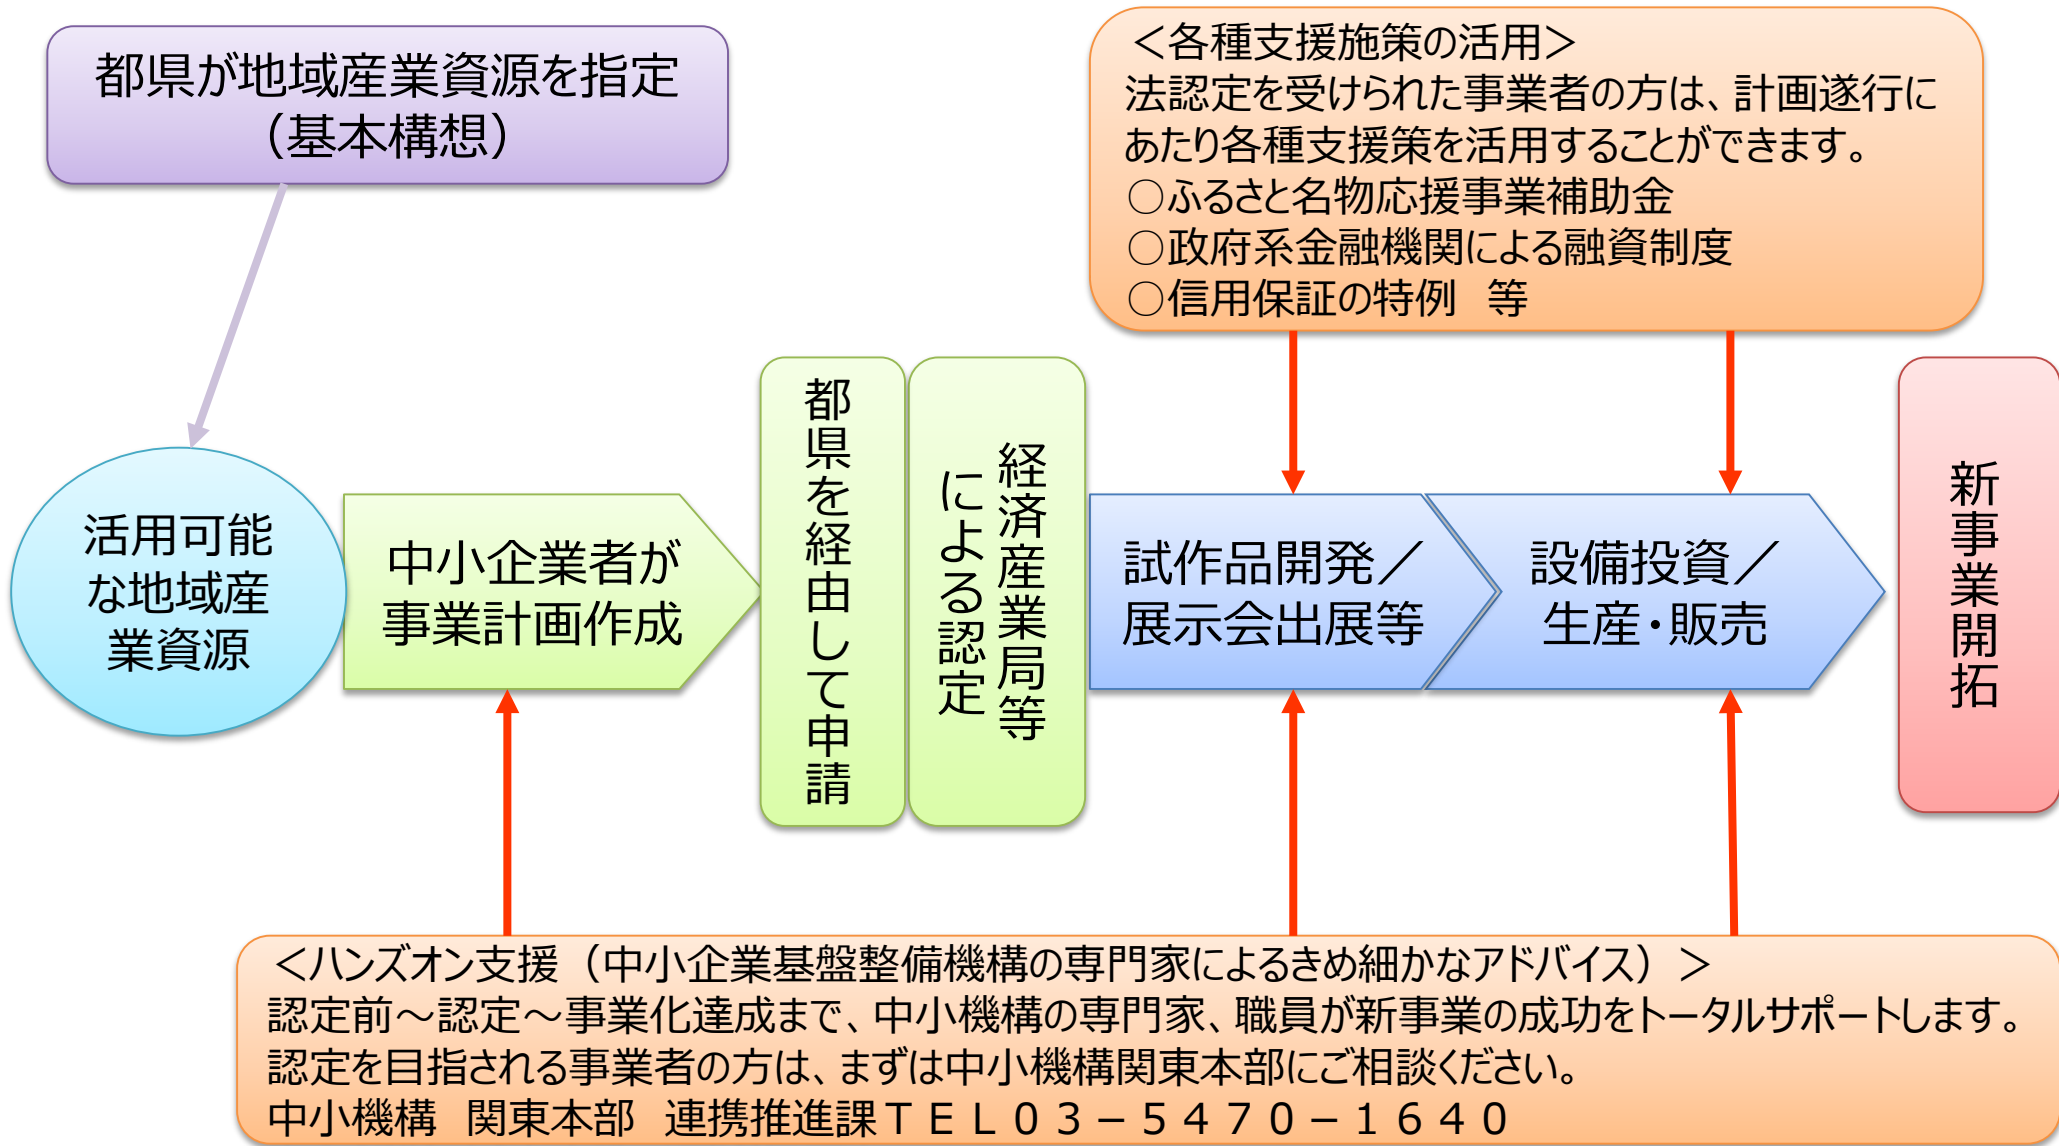 都県が地域産業資源を指定
（基本構想）
＜各種支援施策の活用＞
法認定を受けられた事業者の方は、計画遂行に
あたり各種支援策を活用することができます。
○ふるさと名物応援事業補助金
○政府系金融機関による融資制度
○信用保証の特例　等
活用可能
な地域産
業資源
中小企業者が
事業計画作成
都県を経由して申請
経済産業局等
による認定
試作品開発／
展示会出展等
設備投資／
生産・販売
新事業開拓
＜ハンズオン支援（中小企業基盤整備機構の専門家によるきめ細かなアドバイス）＞
認定前～認定～事業化達成まで、中小機構の専門家、職員が新事業の成功をトータルサポートします。
認定を目指される事業者の方は、まずは中小機構関東本部にご相談ください。
中小機構　関東本部　連携推進課ＴＥＬ０３－５４７０－１６４０